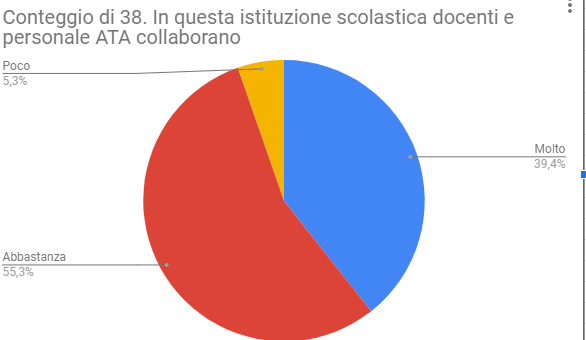 Conteggio di 38. In questa istituzione scolastica docenti e
personale ATA collaborano
Poco
5,3%
Molto
39,4%
Abbastanza
55,3%